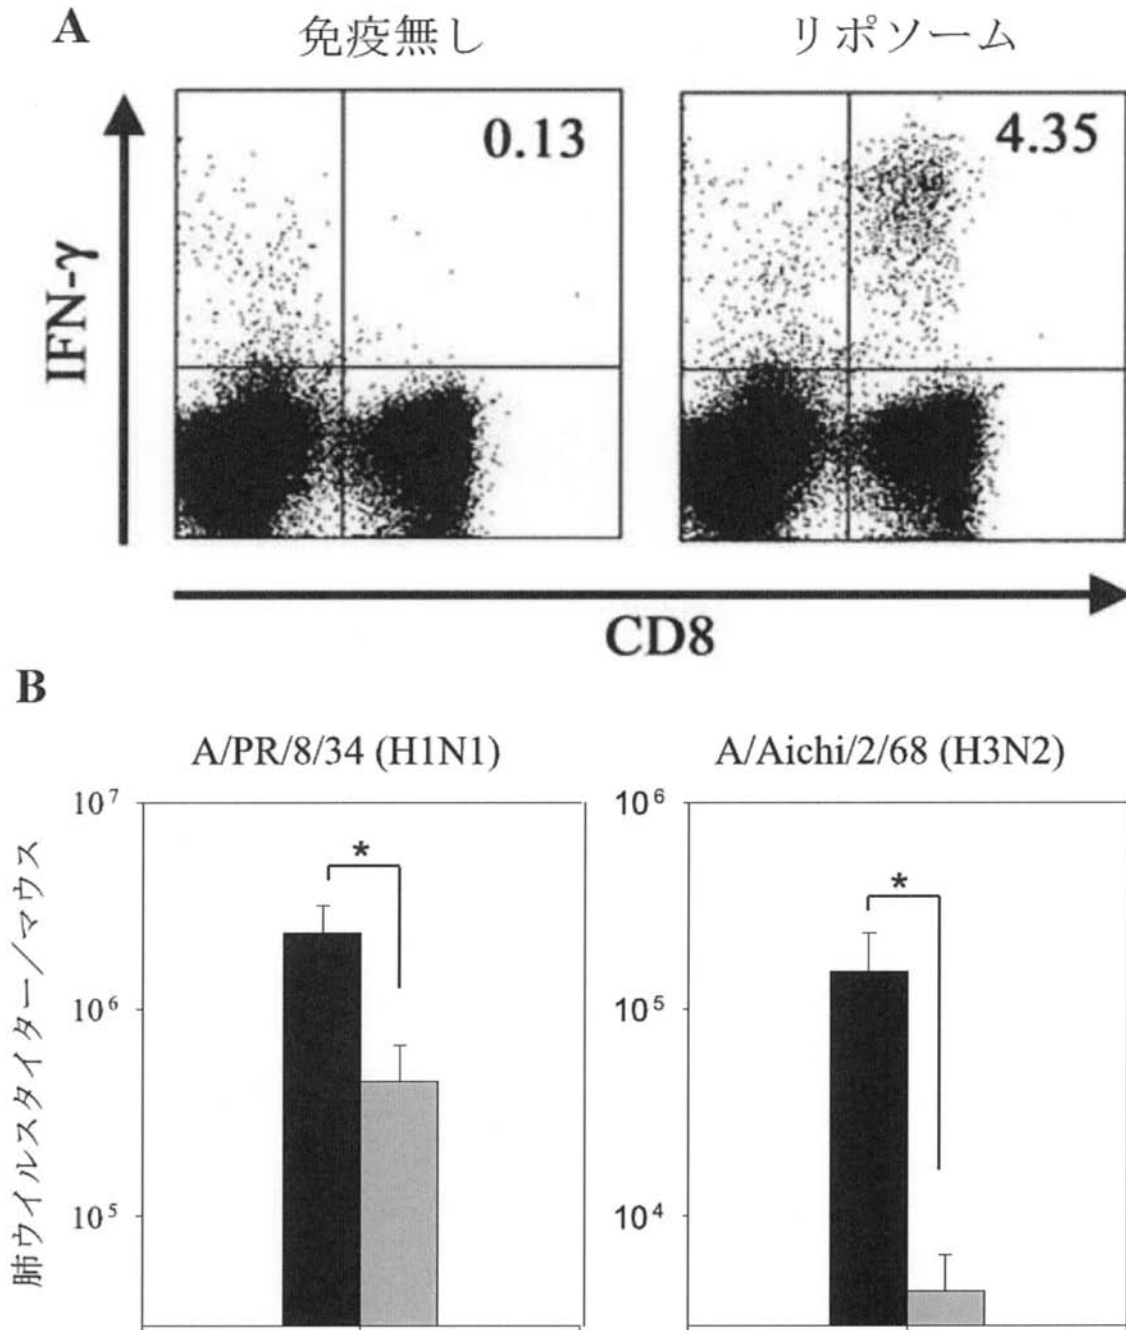 A
免疫無し
リポソーム
0.13
4.35
IFN-γ
CD8
B
A/PR/8/34 (H1N1)
A/Aichi/2/68 (H3N2)
肺ウイルスタイター/マウス
10⁷
*
10⁶
10⁵
10⁶
*
10⁵
10⁴